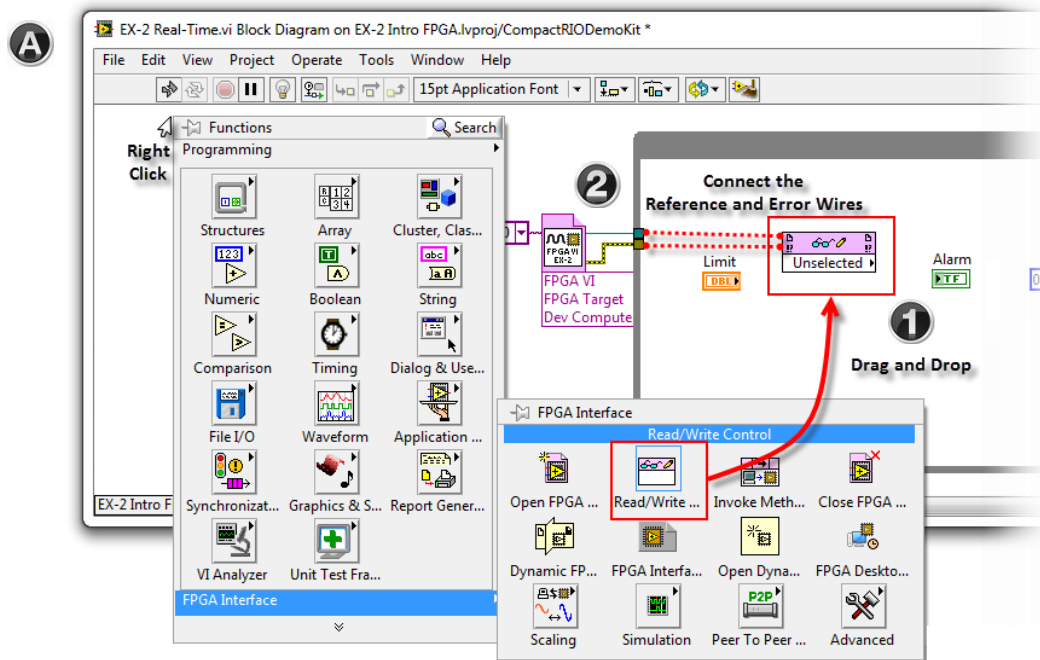 A
EX-2 Real-Time.vi Block Diagram on EX-2 Intro FPGA.lvproj/CompactRIODemoKit *
File Edit View Project Operate Tools Window Help
15pt Application Font
Right
Click
Functions
Search
Programming
Structures Array Cluster, Clas...
Numeric Boolean String
Comparison Timing Dialog & Use...
File I/O Waveform Application ...
Synchronizat... Graphics & S... Report Gener...
VI Analyzer Unit Test Fra...
FPGA Interface
EX-2 Intro F
FPGA VI
EX-2
FPGA VI
FPGA Target
Dev Compute
2
Connect the
Reference and Error Wires
Limit
DBL
Unselected
Alarm
TF
1
Drag and Drop
FPGA Interface
Read/Write Control
Open FPGA ... Read/Write ... Invoke Meth... Close FPGA ...
Dynamic FP... FPGA Interfa... Open Dyna... FPGA Deskto...
P2P
Scaling Simulation Peer To Peer ... Advanced